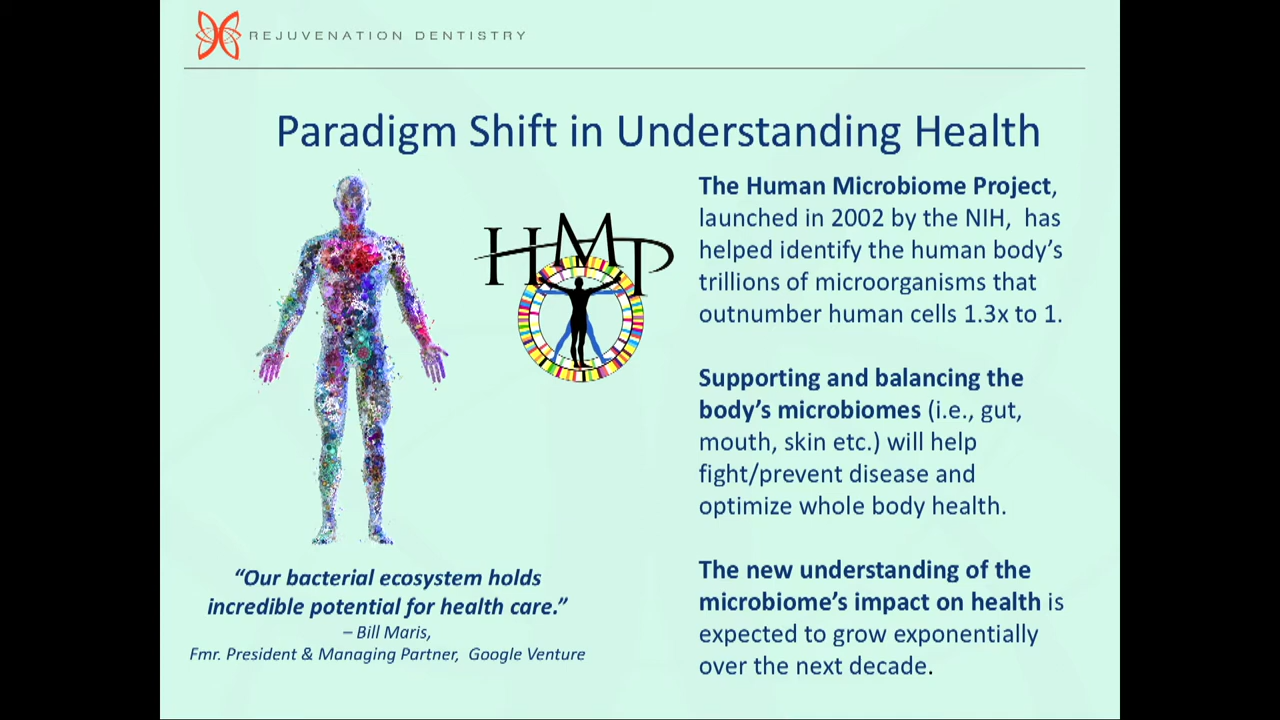 REJUVENATION DENTISTRY
Paradigm Shift in Understanding Health
HMP
The Human Microbiome Project,
launched in 2002 by the NIH, has
helped identify the human body’s
trillions of microorganisms that
outnumber human cells 1.3x to 1.
Supporting and balancing the
body’s microbiomes (i.e., gut,
mouth, skin etc.) will help
fight/prevent disease and
optimize whole body health.
The new understanding of the
microbiome’s impact on health is
expected to grow exponentially
over the next decade.
“Our bacterial ecosystem holds
incredible potential for health care.”
– Bill Maris,
Fmr. President & Managing Partner, Google Venture